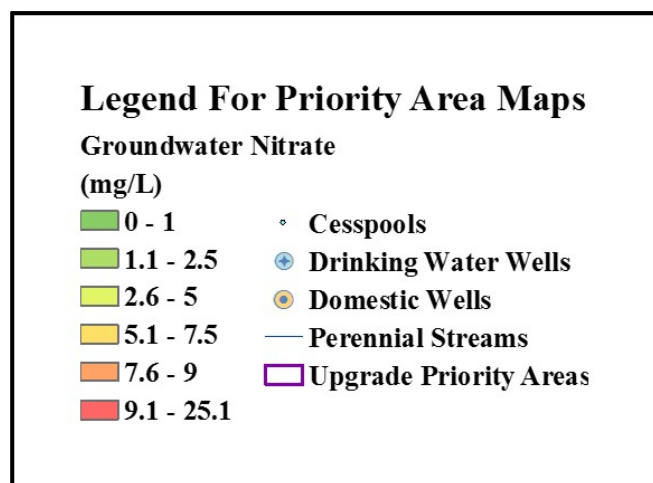 Legend For Priority Area Maps
Groundwater Nitrate
(mg/L)
0 - 1
1.1 - 2.5
2.6 - 5
5.1 - 7.5
7.6 - 9
9.1 - 25.1
Cesspools
Drinking Water Wells
Domestic Wells
Perennial Streams
Upgrade Priority Areas